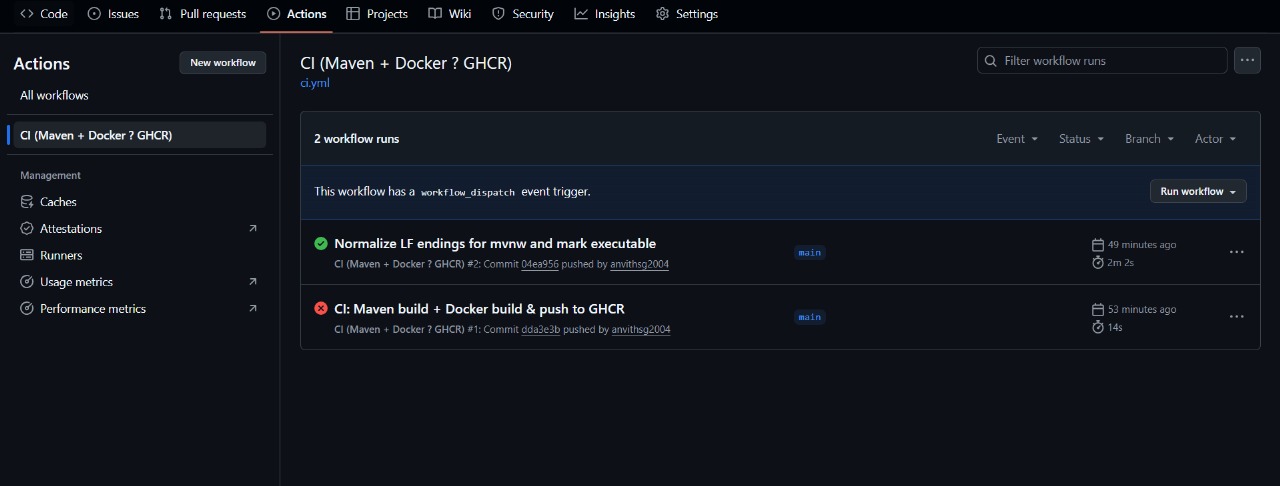 Code Issues Pull requests Actions Projects Wiki Security Insights Settings
Actions
New workflow
All workflows
CI (Maven + Docker ? GHCR)
Management
Caches
Attestations
Runners
Usage metrics
Performance metrics
CI (Maven + Docker ? GHCR)
ci.yml
Filter workflow runs
2 workflow runs
Event Status Branch Actor
This workflow has a workflow_dispatch event trigger.
Run workflow
Normalize LF endings for mvnw and mark executable
CI (Maven + Docker ? GHCR) #2: Commit 04ea956 pushed by anvithsg2004
main
49 minutes ago
2m 2s
CI: Maven build + Docker build & push to GHCR
CI (Maven + Docker ? GHCR) #1: Commit dda3e3b pushed by anvithsg2004
main
53 minutes ago
14s